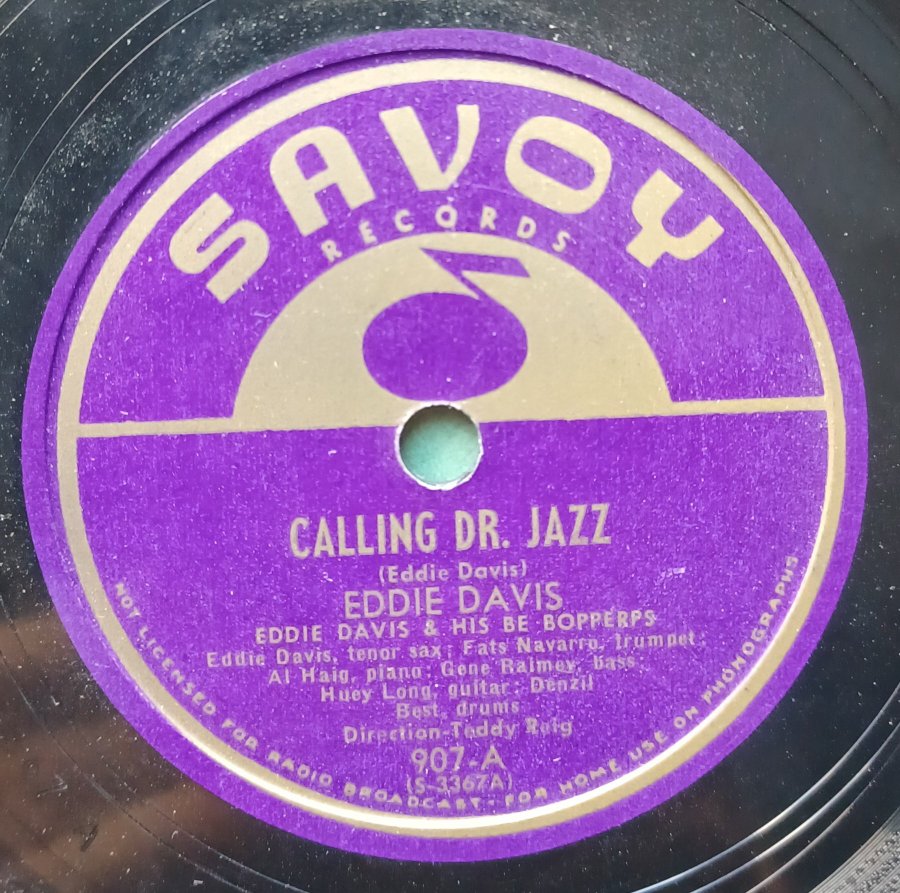 SAVOY
RECORDS
CALLING DR. JAZZ
(Eddie Davis)
EDDIE DAVIS
EDDIE DAVIS & HIS BE BOPPERPS
Eddie Davis, tenor sax; Fats Navarro, trumpet;
Al Haig, piano; Gene Raimey, bass;
Huey Long, guitar; Denzil
Best, drums
Direction-Teddy Reig
907-A
(S-3367A)
NOT LICENSED FOR RADIO BROADCAST · FOR HOME USE ON PHONOGRAPHS